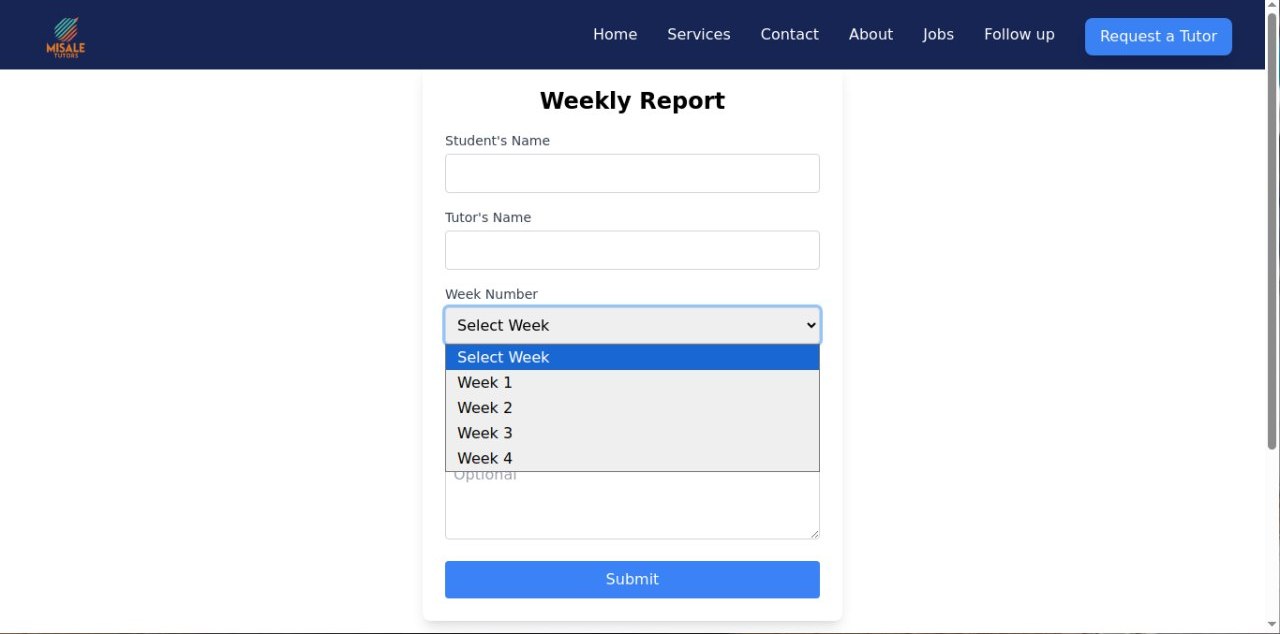 MISALE
TUTORS
Home Services Contact About Jobs Follow up Request a Tutor
Weekly Report
Student's Name
Tutor's Name
Week Number
Select Week
Select Week
Week 1
Week 2
Week 3
Week 4
Optional
Submit